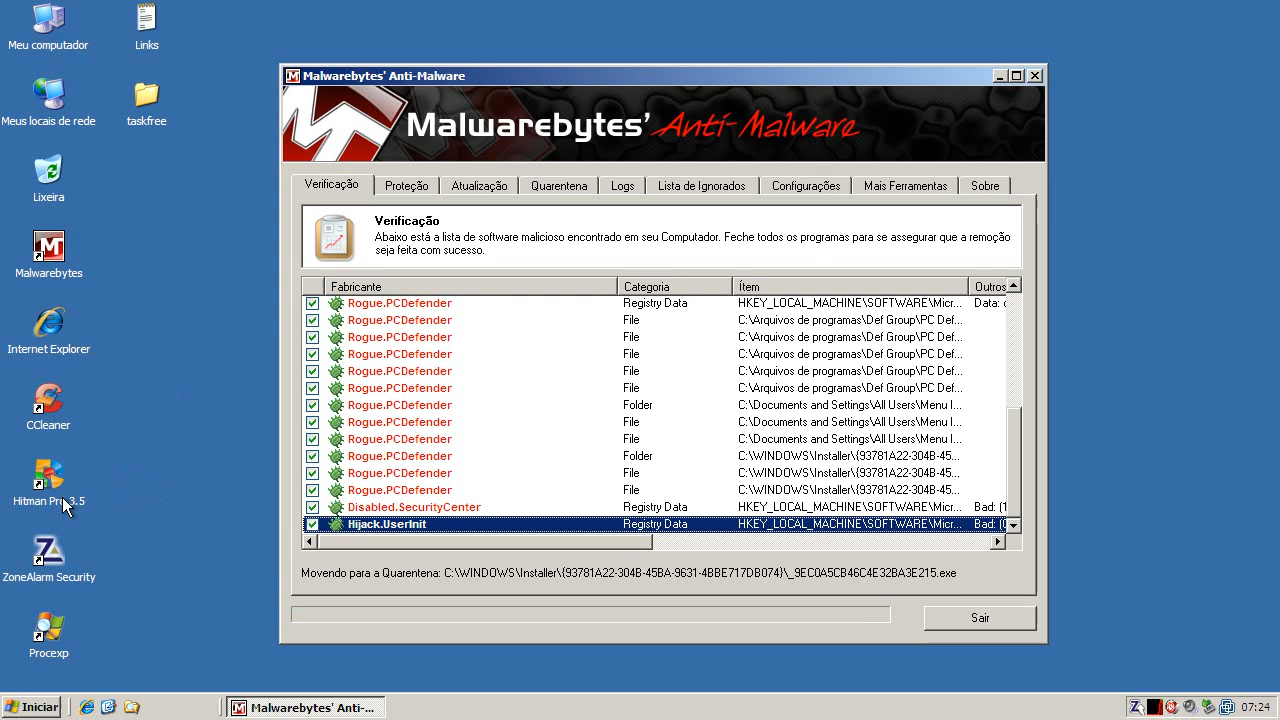 Meu computador
Links
Meus locais de rede
taskfree
Lixeira
Malwarebytes
Internet Explorer
CCleaner
Hitman Pro 3.5
ZoneAlarm Security
Procexp
Malwarebytes' Anti-Malware
Malwarebytes' Anti-Malware
Verificação Proteção Atualização Quarentena Logs Lista de Ignorados Configurações Mais Ferramentas Sobre
Verificação
Abaixo está a lista de software malicioso encontrado em seu Computador. Feche todos os programas para se assegurar que a remoção
seja feita com sucesso.
Fabricante Categoria Ítem Outros
Rogue.PCDefender Registry Data HKEY_LOCAL_MACHINE\SOFTWARE\Micr... Data:
Rogue.PCDefender File C:\Arquivos de programas\Def Group\PC Def...
Rogue.PCDefender File C:\Arquivos de programas\Def Group\PC Def...
Rogue.PCDefender File C:\Arquivos de programas\Def Group\PC Def...
Rogue.PCDefender File C:\Arquivos de programas\Def Group\PC Def...
Rogue.PCDefender File C:\Arquivos de programas\Def Group\PC Def...
Rogue.PCDefender Folder C:\Documents and Settings\All Users\Menu I...
Rogue.PCDefender File C:\Documents and Settings\All Users\Menu I...
Rogue.PCDefender File C:\Documents and Settings\All Users\Menu I...
Rogue.PCDefender Folder C:\WINDOWS\Installer\{93781A22-304B-45...
Rogue.PCDefender File C:\WINDOWS\Installer\{93781A22-304B-45...
Rogue.PCDefender File C:\WINDOWS\Installer\{93781A22-304B-45...
Disabled.SecurityCenter Registry Data HKEY_LOCAL_MACHINE\SOFTWARE\Micr... Bad: (1
Hijack.UserInit Registry Data HKEY_LOCAL_MACHINE\SOFTWARE\Micr... Bad:
Movendo para a Quarentena: C:\WINDOWS\Installer\{93781A22-304B-45BA-9631-4BBE717DB074}\_9EC0A5CB46C4E32BA3E215.exe
Sair
Iniciar
Malwarebytes' Anti-...
07:24